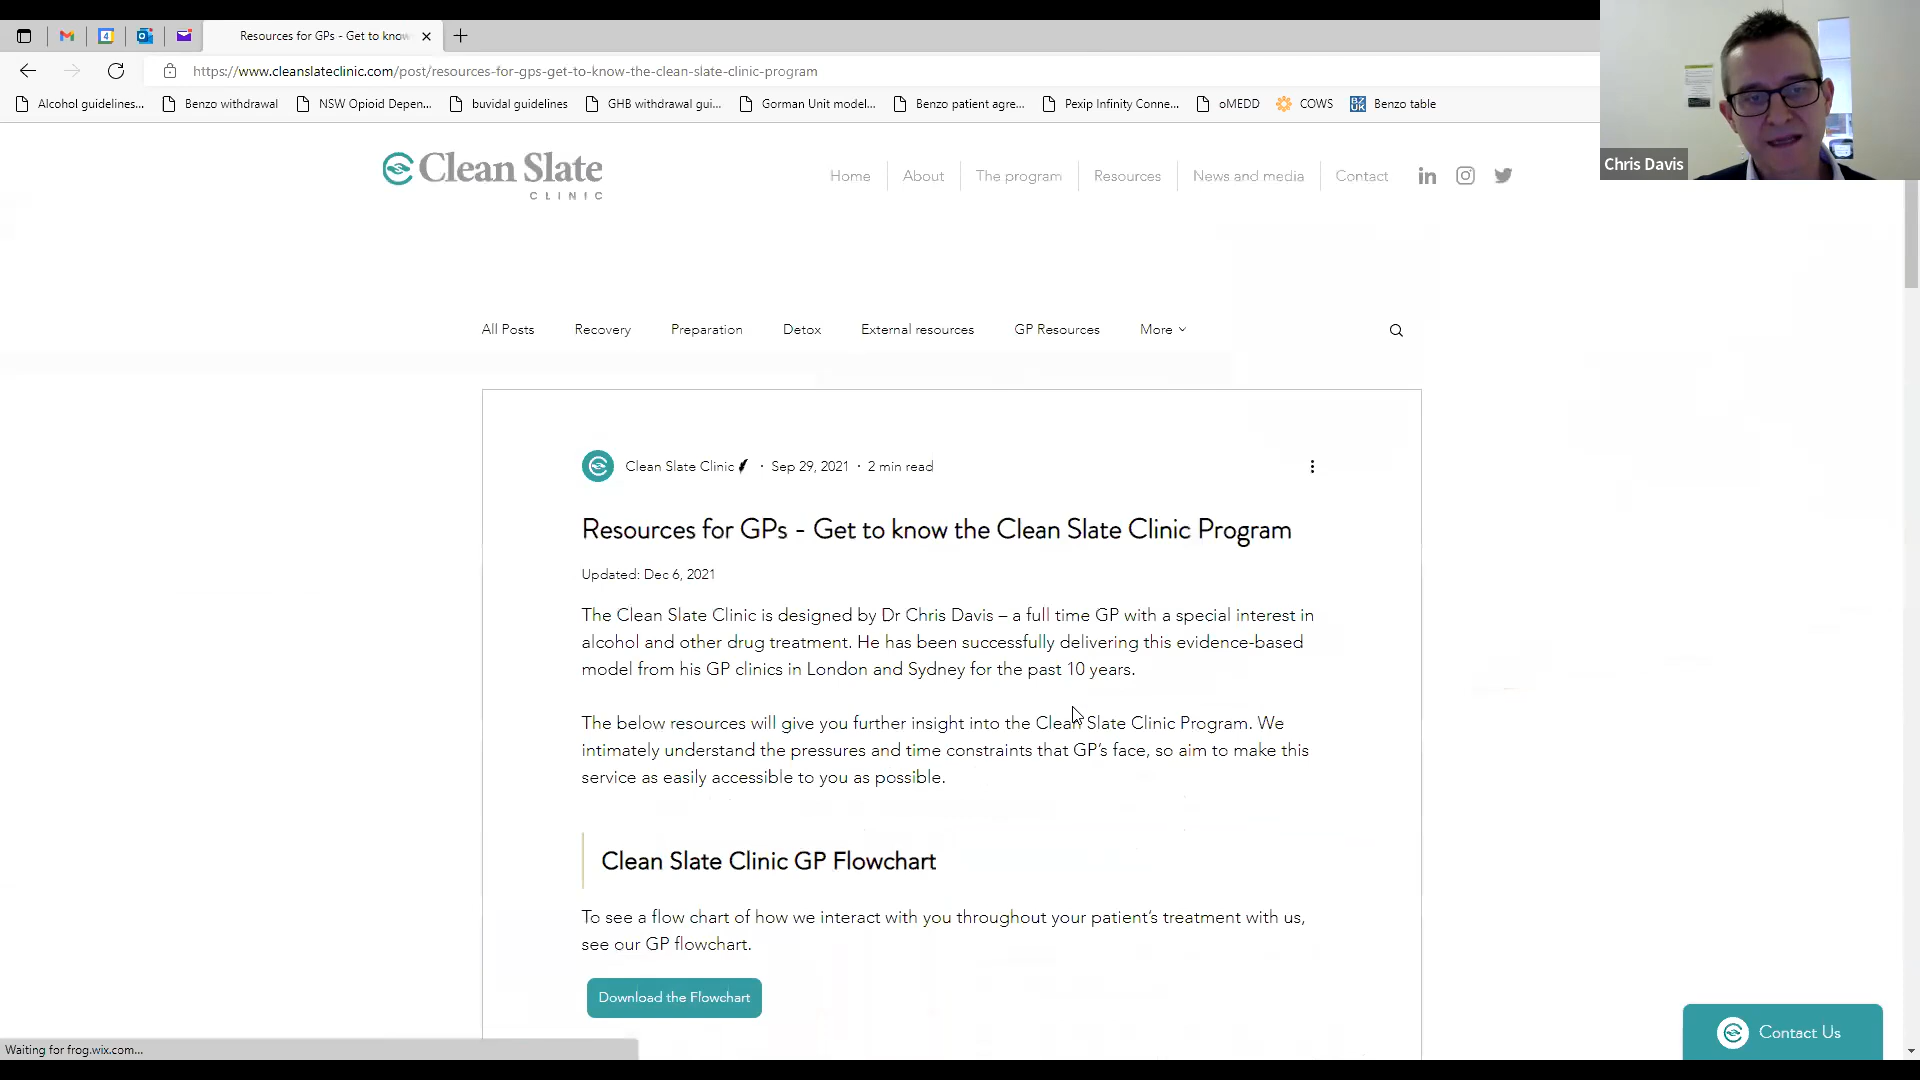 Resources for GPs - Get to know
https://www.cleanslateclinic.com/post/resources-for-gps-get-to-know-the-clean-slate-clinic-program
Alcohol guidelines...
Benzo withdrawal
NSW Opioid Depen...
buvidal guidelines
GHB withdrawal gui...
Gorman Unit model...
Benzo patient agre...
Pexip Infinity Conne...
oMEDD
COWS
BZ UK
Benzo table
Chris Davis
Clean Slate
CLINIC
Home
About
The program
Resources
News and media
Contact
All Posts
Recovery
Preparation
Detox
External resources
GP Resources
More
Clean Slate Clinic · Sep 29, 2021 · 2 min read
Resources for GPs - Get to know the Clean Slate Clinic Program
Updated: Dec 6, 2021
The Clean Slate Clinic is designed by Dr Chris Davis – a full time GP with a special interest in
alcohol and other drug treatment. He has been successfully delivering this evidence-based
model from his GP clinics in London and Sydney for the past 10 years.
The below resources will give you further insight into the Clean Slate Clinic Program. We
intimately understand the pressures and time constraints that GP's face, so aim to make this
service as easily accessible to you as possible.
Clean Slate Clinic GP Flowchart
To see a flow chart of how we interact with you throughout your patient's treatment with us,
see our GP flowchart.
Download the Flowchart
Contact Us
Waiting for frog.wix.com...